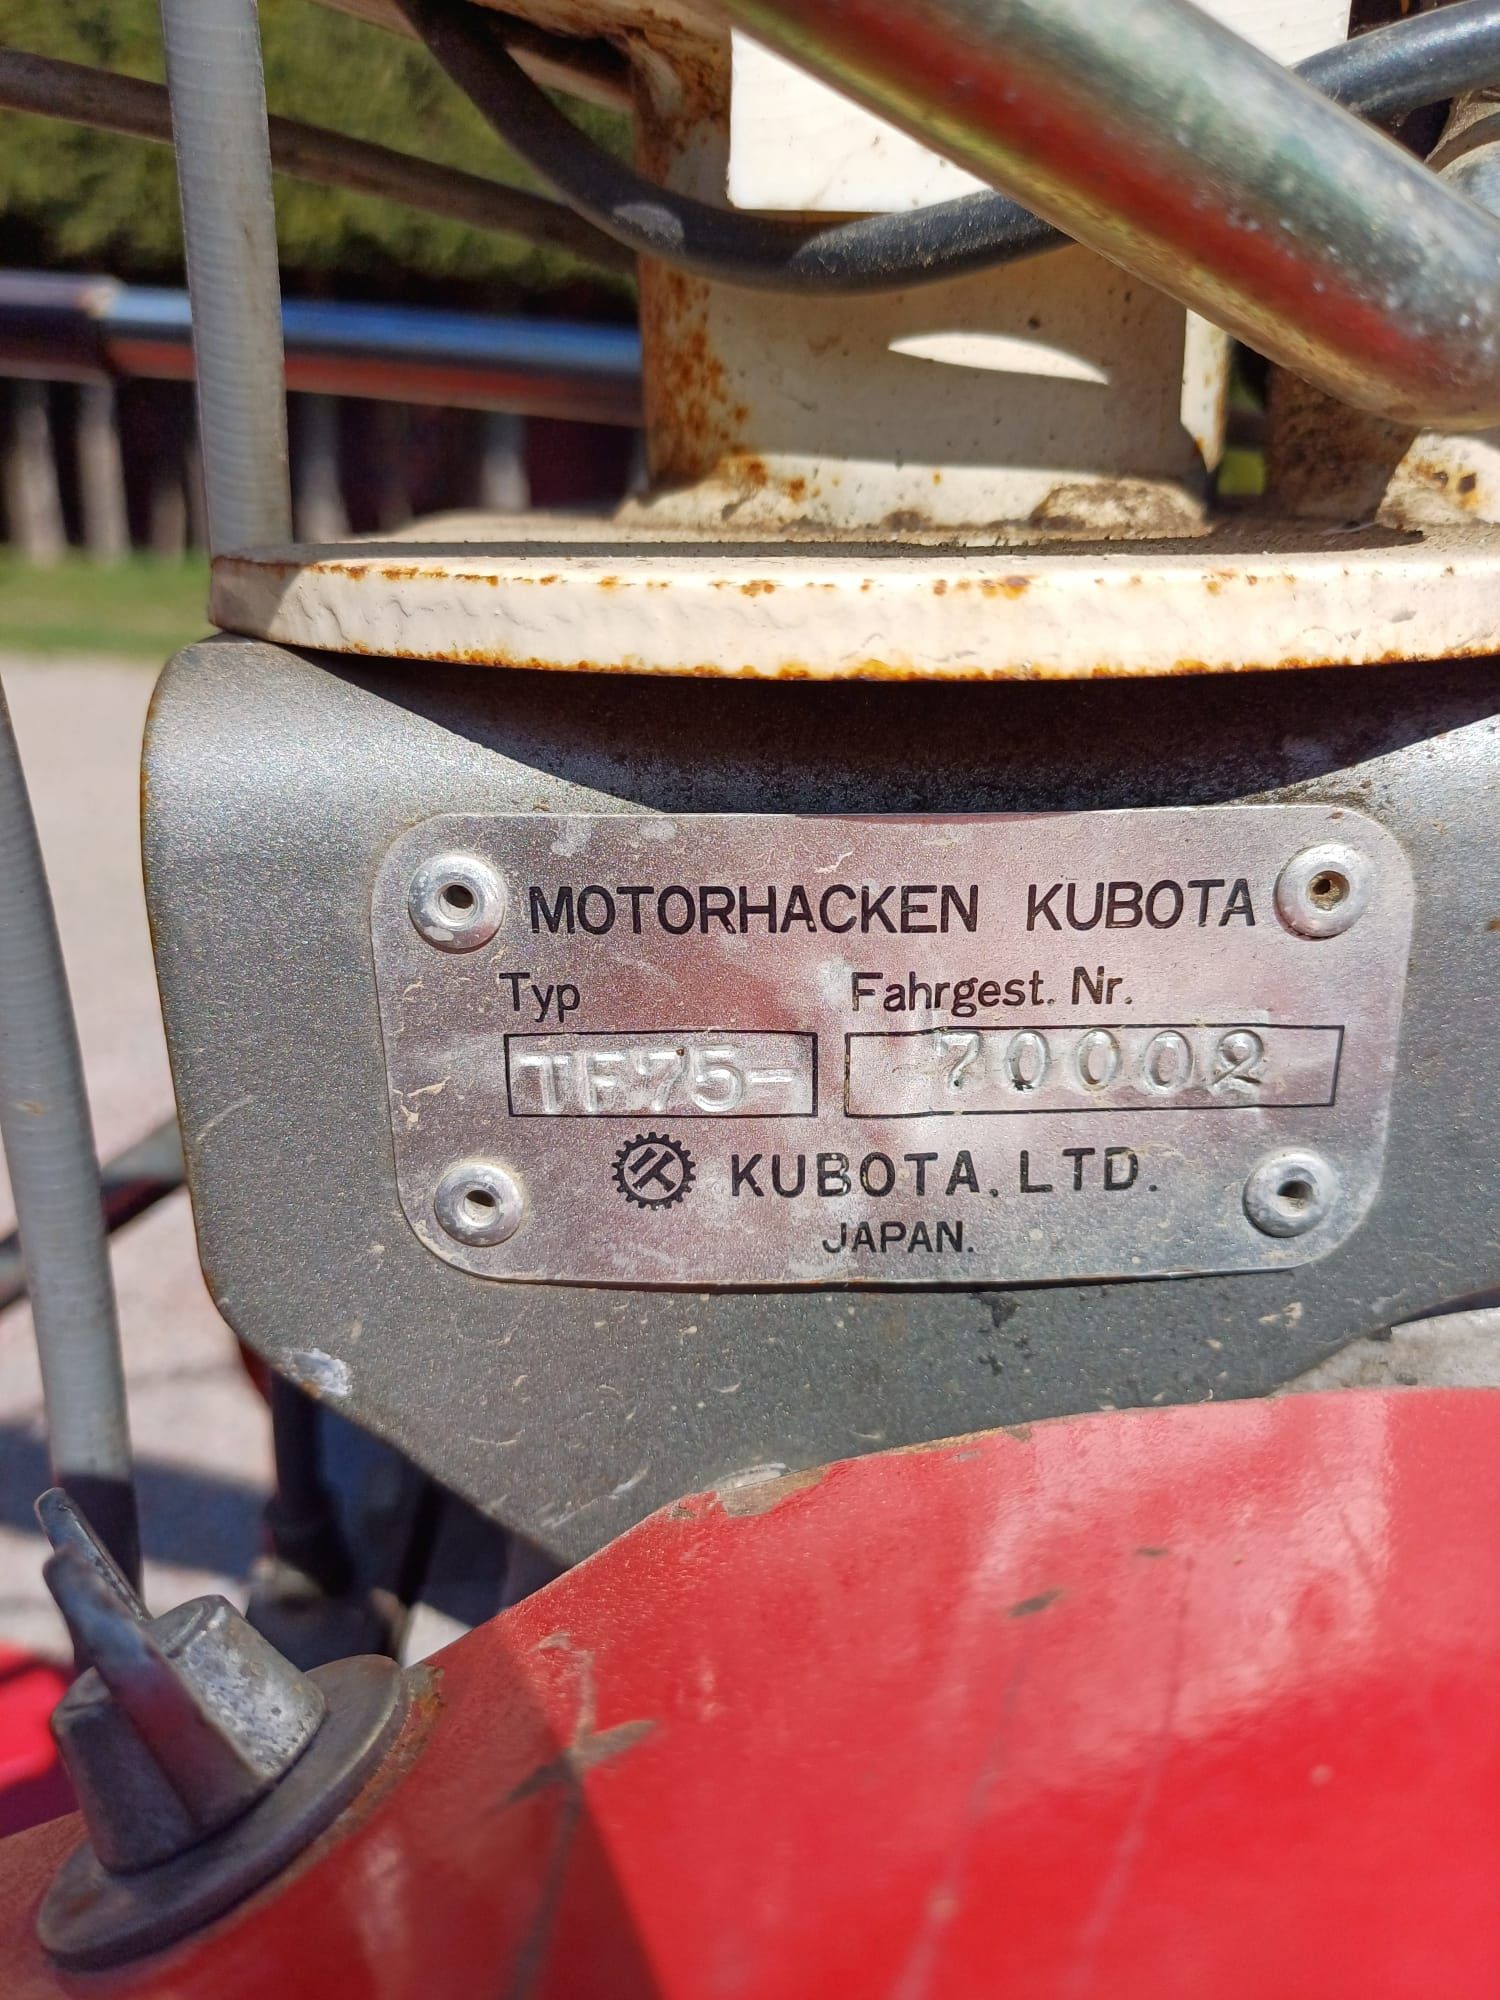 MOTORHACKEN KUBOTA
Typ Fahrgest. Nr.
TF75- 70002
KUBOTA, LTD.
JAPAN.